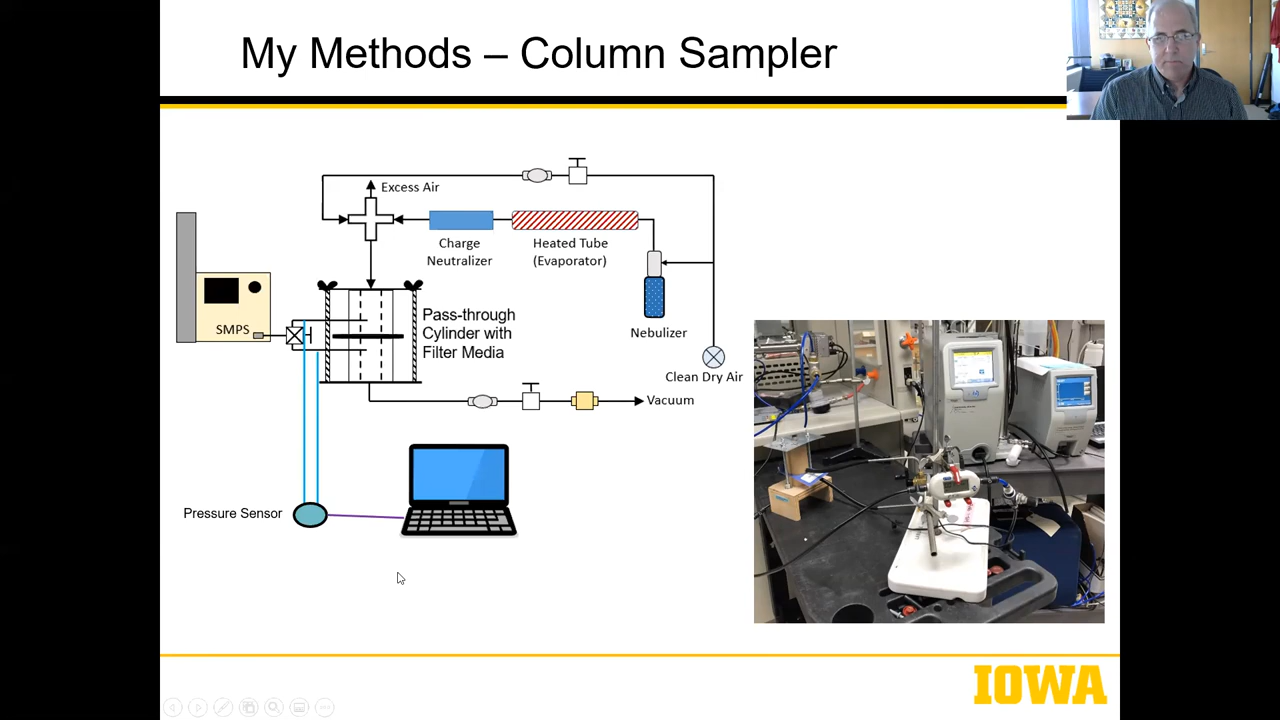 My Methods – Column Sampler
Excess Air
Charge
Neutralizer
Heated Tube
(Evaporator)
SMPS
Pass-through
Cylinder with
Filter Media
Nebulizer
Clean Dry Air
Vacuum
Pressure Sensor
IOWA